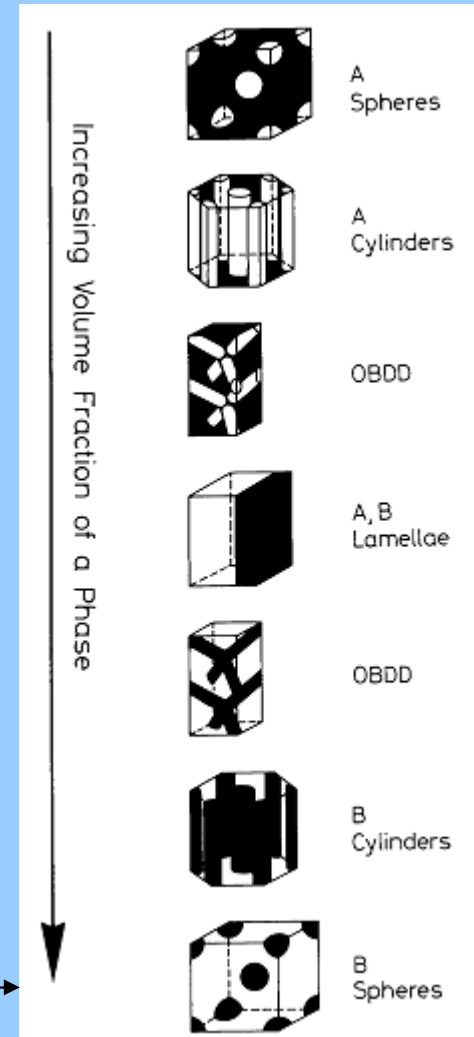 Increasing Volume Fraction of a Phase
A
Spheres
A
Cylinders
OBDD
A, B
Lamellae
OBDD
B
Cylinders
B
Spheres